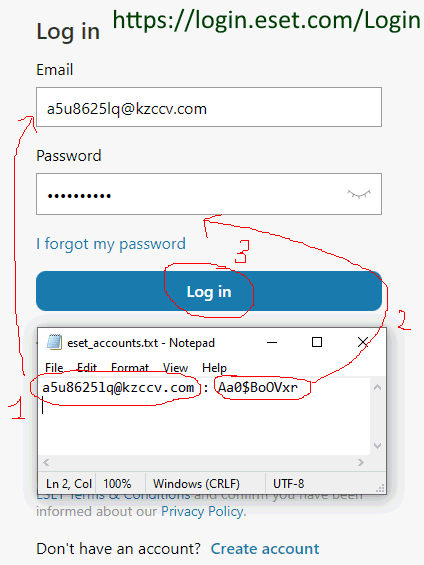 https://login.eset.com/Login
Log in
Email
a5u8625lq@kzccv.com
Password
••••••••••
3
I forgot my password
Log in
2
eset_accounts.txt - Notepad
File Edit Format View Help
1
a5u8625lq@kzccv.com : Aa0$BoOVxr
Ln 2, Col 100% Windows (CRLF) UTF-8
ESET Terms & Conditions and confirm you have been
informed about our Privacy Policy.
Don't have an account? Create account